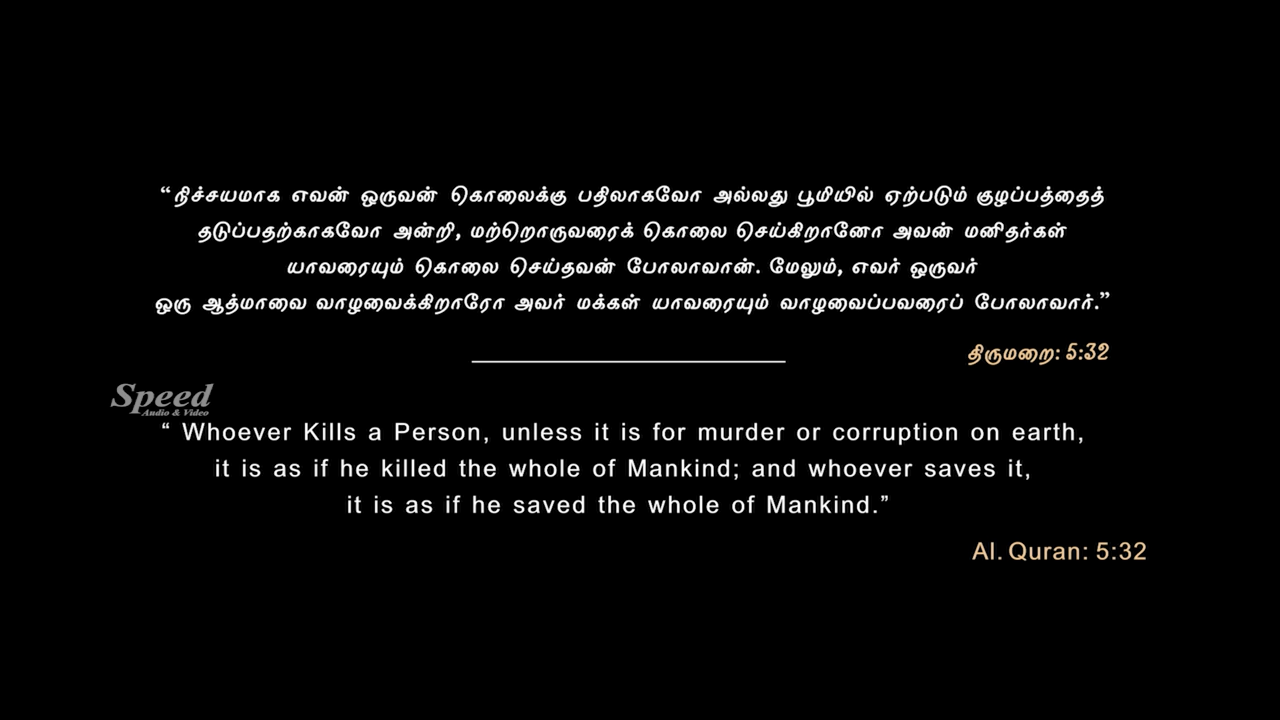 “நிச்சயமாக எவன் ஒருவன் கொலைக்கு பதிலாகவோ அல்லது பூமியில் ஏற்படும் குழப்பத்தைத்
தடுப்பதற்காகவோ அன்றி, மற்றொருவரைக் கொலை செய்கிறானோ அவன் மனிதர்கள்
யாவரையும் கொலை செய்தவன் போலாவான். மேலும், எவர் ஒருவர்
ஒரு ஆத்மாவை வாழவைக்கிறாரோ அவர் மக்கள் யாவரையும் வாழவைப்பவரைப் போலாவார்.”
திருமறை: 5:32
Speed
Audio & Video
“ Whoever Kills a Person, unless it is for murder or corruption on earth,
it is as if he killed the whole of Mankind; and whoever saves it,
it is as if he saved the whole of Mankind.”
Al. Quran: 5:32